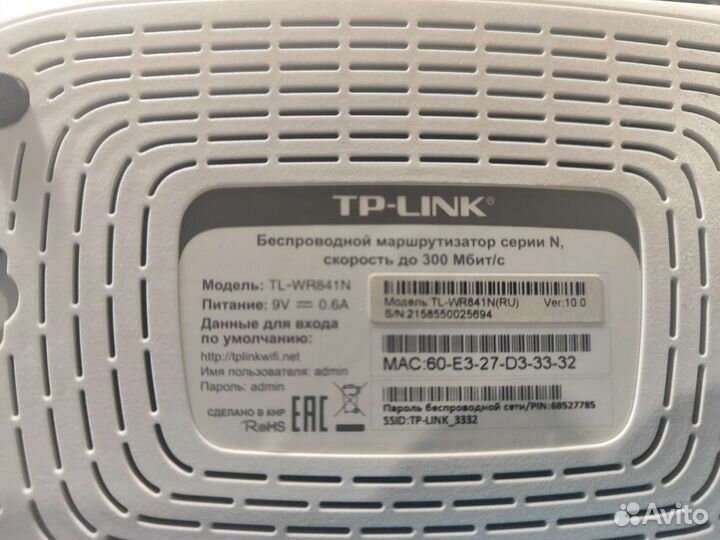 TP-LINK®
Беспроводной маршрутизатор серии N,
скорость до 300 Мбит/с
Модель: TL-WR841N
Питание: 9V ⎓ 0.6A
Данные для входа
по умолчанию:
http://tplinkwifi.net
Имя пользователя: admin
Пароль: admin
СДЕЛАНО В КНР
RoHS
EAC
Модель:TL-WR841N(RU) Ver:10.0
S/N:2158550025694
MAC:60-E3-27-D3-33-32
Пароль беспроводной сети/PIN:68527785
SSID:TP-LINK_3332
Avito